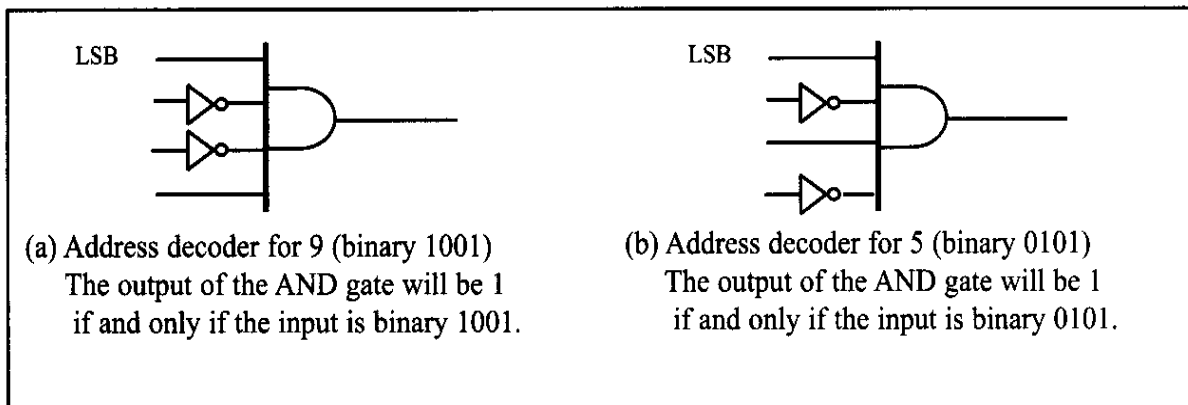 LSB
(a) Address decoder for 9 (binary 1001)
The output of the AND gate will be 1
if and only if the input is binary 1001.
LSB
(b) Address decoder for 5 (binary 0101)
The output of the AND gate will be 1
if and only if the input is binary 0101.